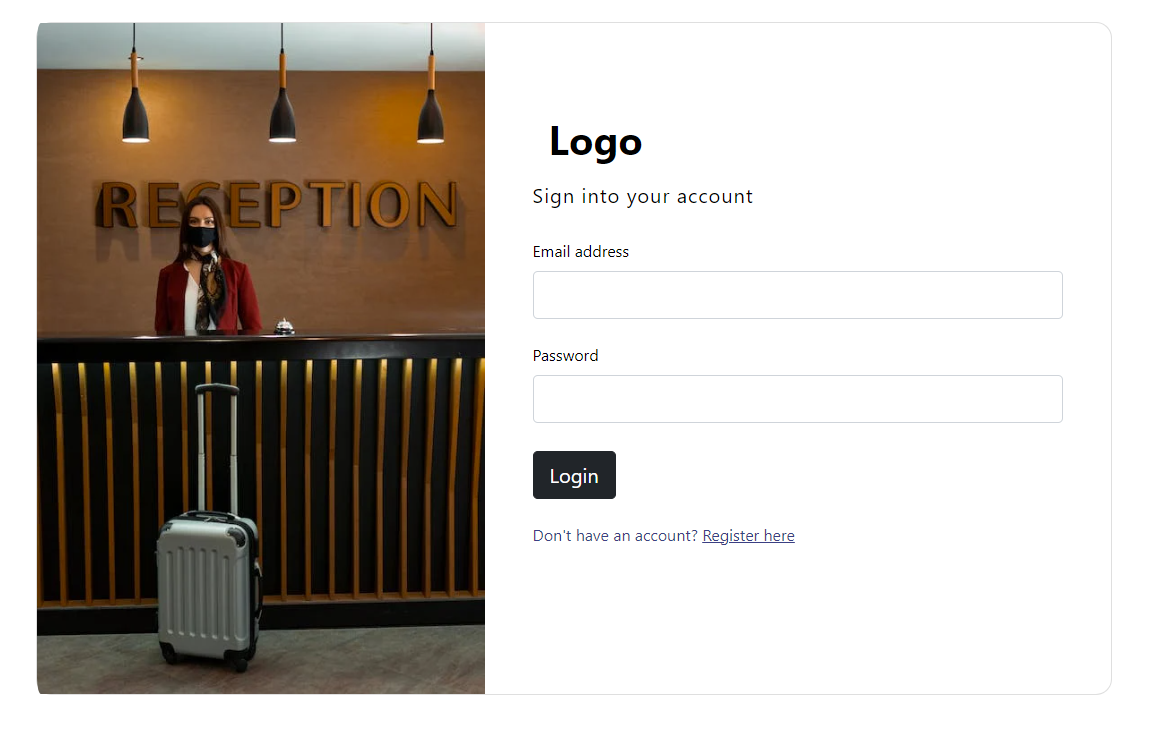 RECEPTION
Logo
Sign into your account
Email address
Password
Login
Don't have an account? Register here